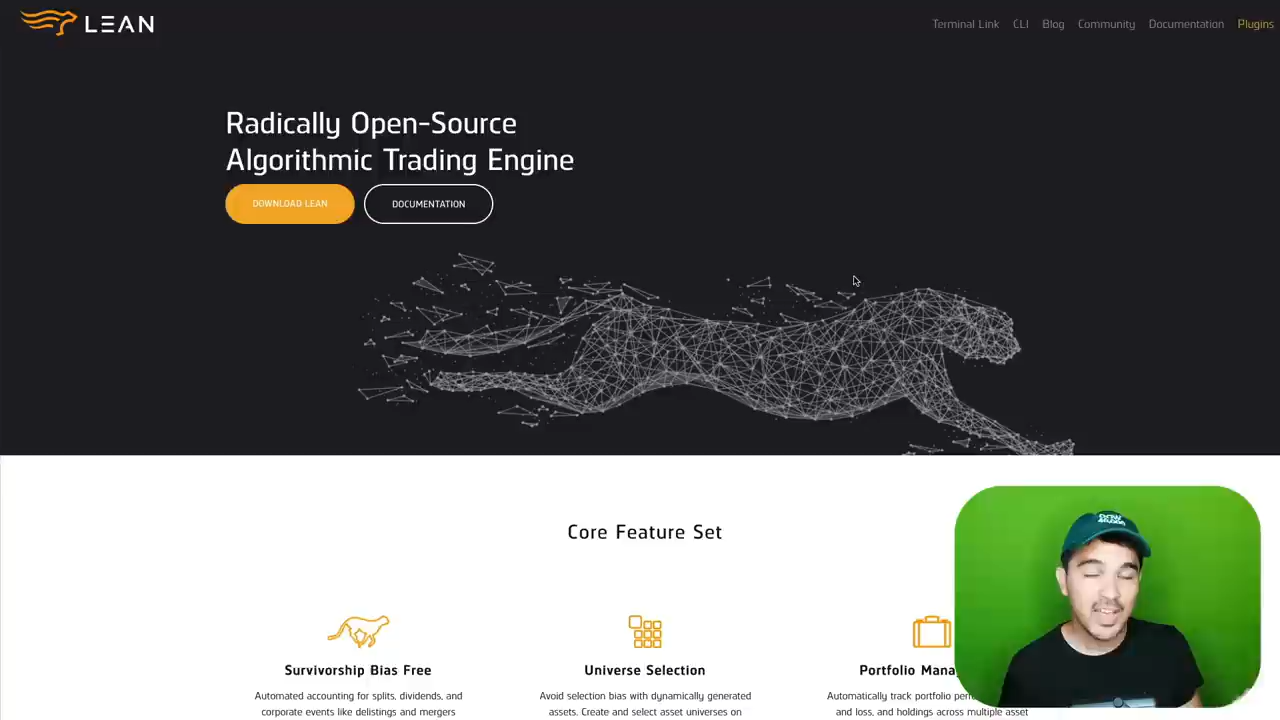 LEAN
Terminal Link CLI Blog Community Documentation Plugins
Radically Open-Source
Algorithmic Trading Engine
DOWNLOAD LEAN DOCUMENTATION
Core Feature Set
Survivorship Bias Free
Automated accounting for splits, dividends, and
corporate events like delistings and mergers
Universe Selection
Avoid selection bias with dynamically generated
assets. Create and select asset universes on
Portfolio Mana
Automatically track portfolio per
and loss, and holdings across multiple asset